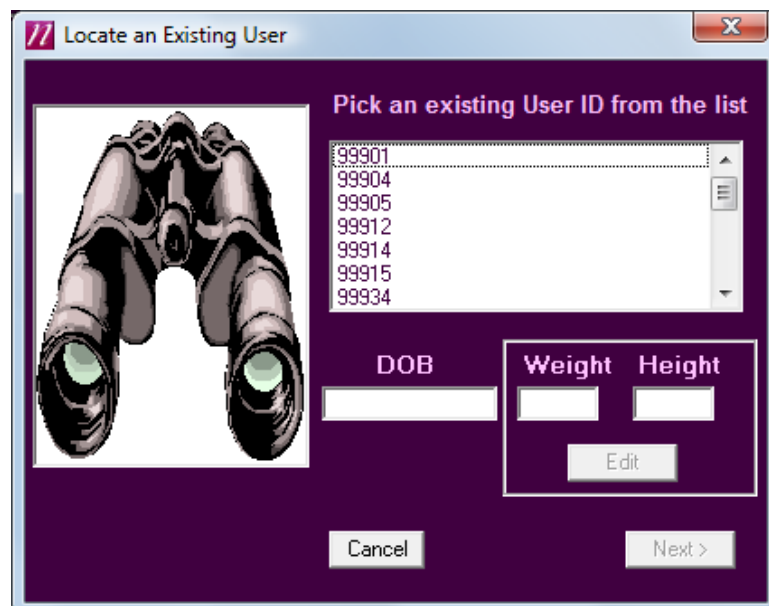 Locate an Existing User
Pick an existing User ID from the list
99901
99904
99905
99912
99914
99915
99934
DOB
Weight Height
Edit
Cancel
Next >